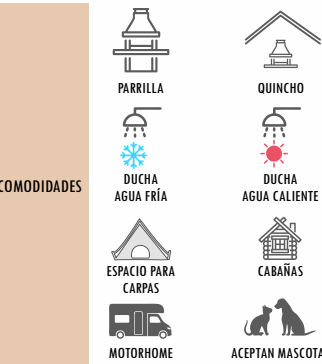 COMODIDADES
PARRILLA
QUINCHO
DUCHA
AGUA FRÍA
DUCHA
AGUA CALIENTE
ESPACIO PARA
CARPAS
CABAÑAS
MOTORHOME
ACEPTAN MASCOTA